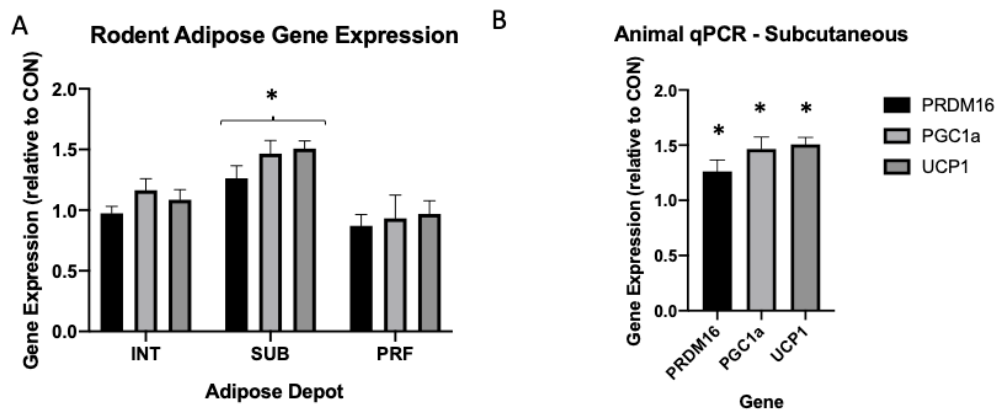 A
Rodent Adipose Gene Expression
Gene Expression (relative to CON)
2.0
1.5
1.0
0.5
0.0
*
INT
SUB
PRF
Adipose Depot
B
Animal qPCR - Subcutaneous
Gene Expression (relative to CON)
2.0
1.5
1.0
0.5
0.0
*
*
*
PRDM16
PGC1a
UCP1
Gene
PRDM16
PGC1a
UCP1